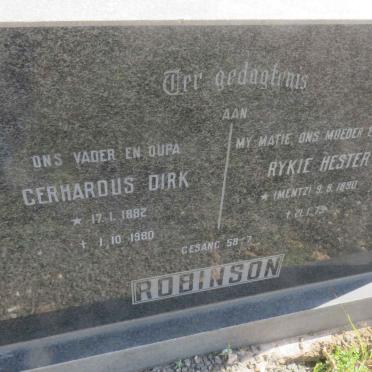 Ter gedagtenis
AAN
ONS VADER EN OUPA
GERHARDUS DIRK
* 17.1.1882
+ 1.10.1980
MY MATIE, ONS MOEDER
RYKIE HESTER
* (MENTZ) 9.9.1890
GESANG 58-7
ROBINSON